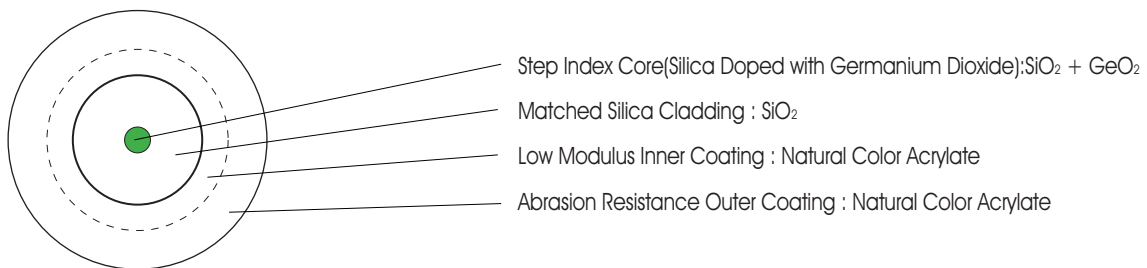 Step Index Core(Silica Doped with Germanium Dioxide):SiO₂ + GeO₂
Matched Silica Cladding : SiO₂
Low Modulus Inner Coating : Natural Color Acrylate
Abrasion Resistance Outer Coating : Natural Color Acrylate